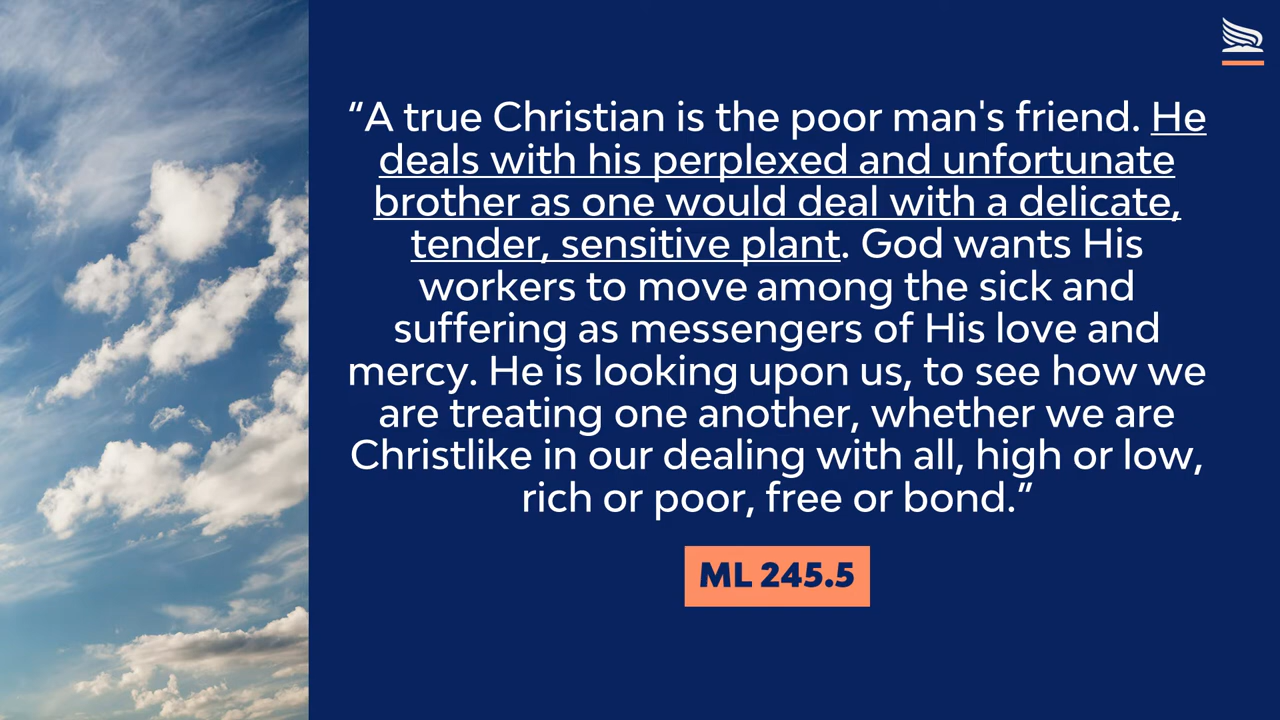 “A true Christian is the poor man's friend. He
deals with his perplexed and unfortunate
brother as one would deal with a delicate,
tender, sensitive plant. God wants His
workers to move among the sick and
suffering as messengers of His love and
mercy. He is looking upon us, to see how we
are treating one another, whether we are
Christlike in our dealing with all, high or low,
rich or poor, free or bond.”
ML 245.5